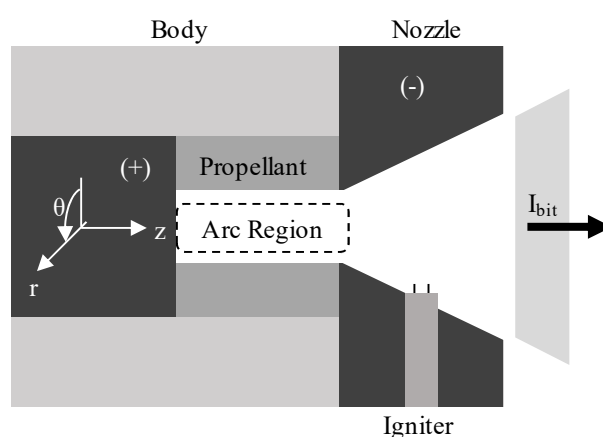 Body
Nozzle
(-)
(+)
Propellant
θ
z
Arc Region
r
I_bit
Igniter